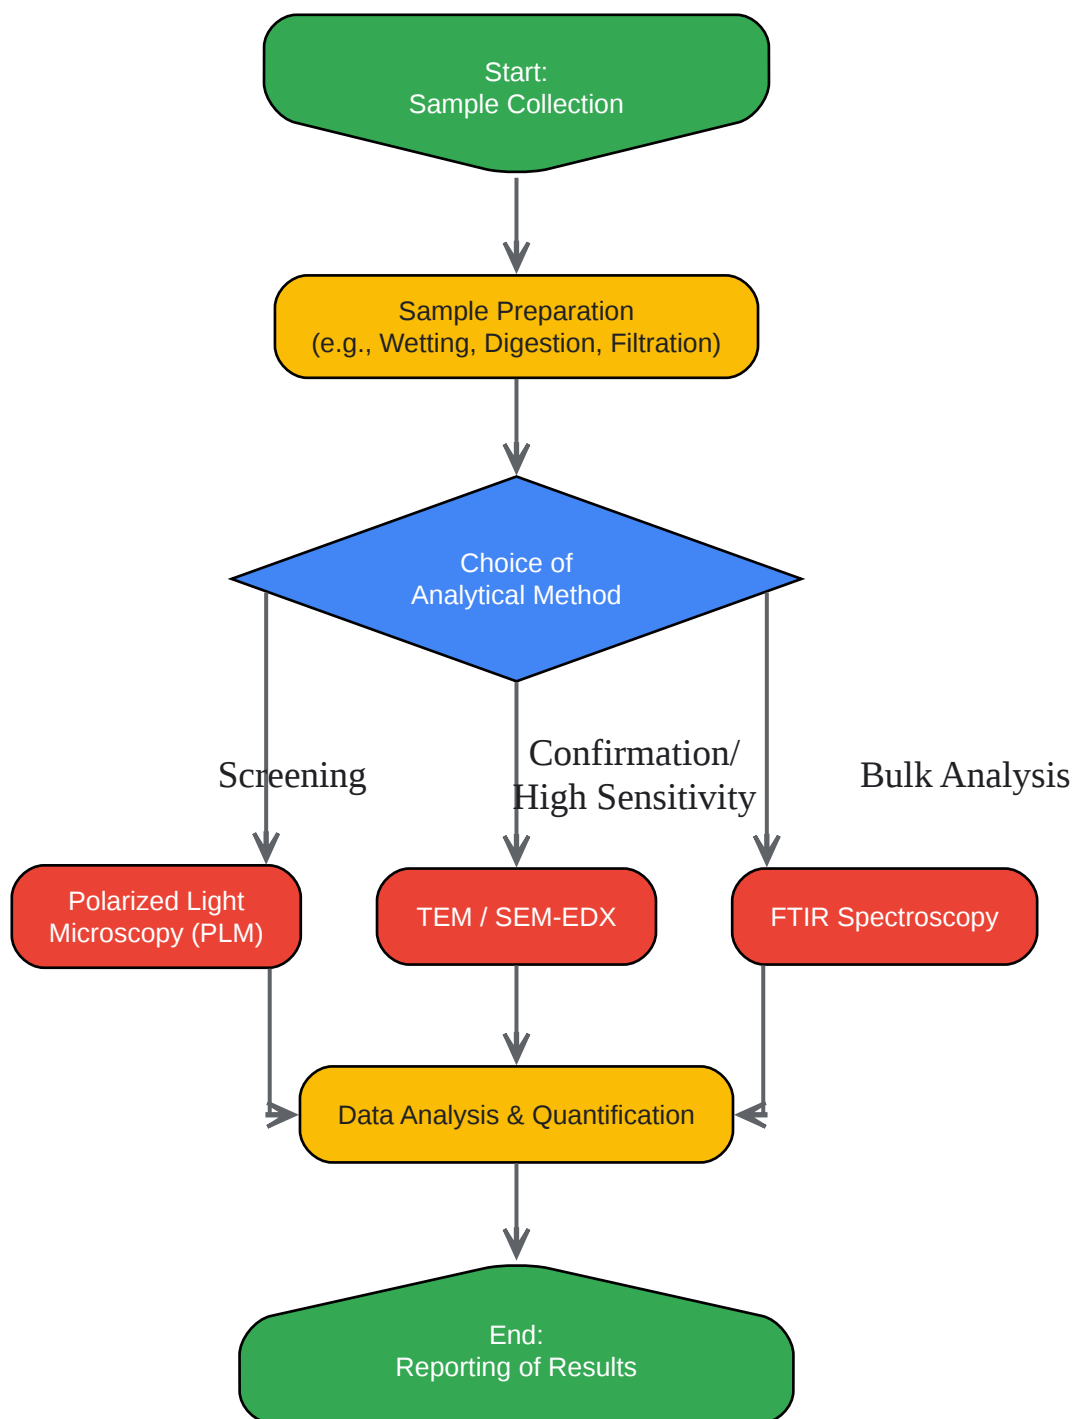 Start:
Sample Collection
Sample Preparation
(e.g., Wetting, Digestion, Filtration)
Choice of
Analytical Method
Screening
Confirmation/
High Sensitivity
Bulk Analysis
Polarized Light
Microscopy (PLM)
TEM / SEM-EDX
FTIR Spectroscopy
Data Analysis & Quantification
End:
Reporting of Results